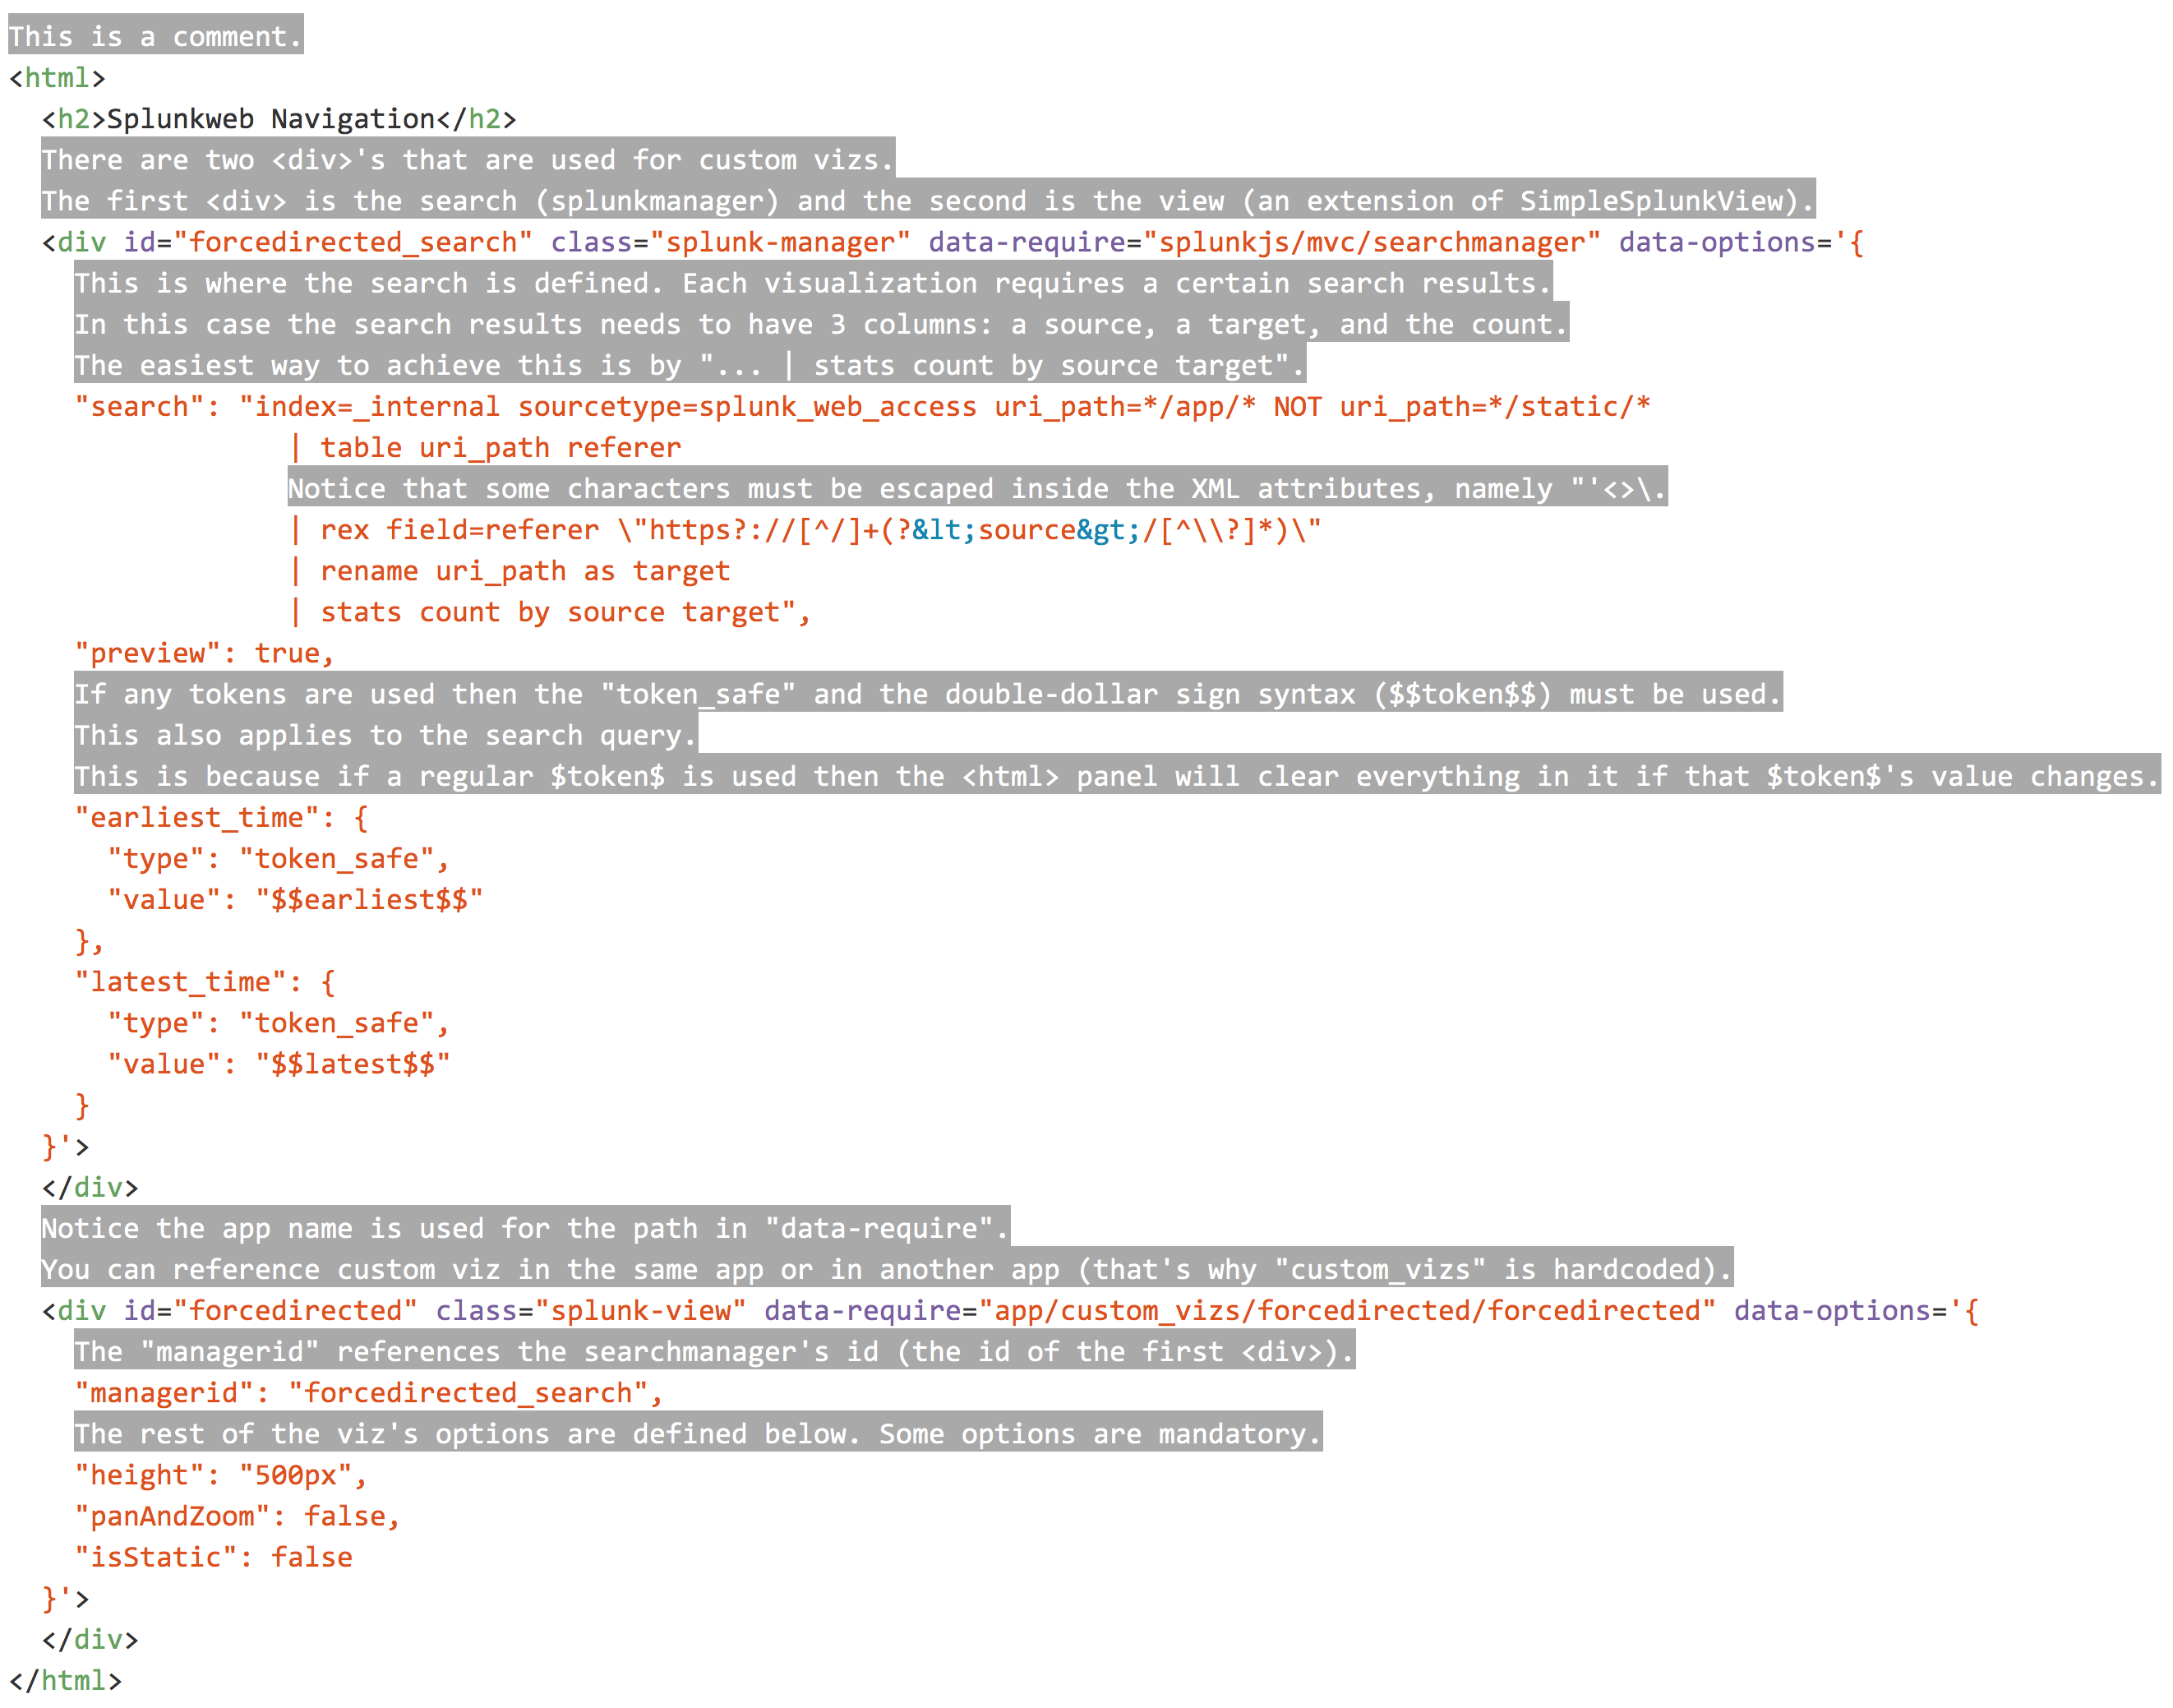 This is a comment.
<html>
  <h2>Splunkweb Navigation</h2>
  There are two <div>'s that are used for custom vizs.
  The first <div> is the search (splunkmanager) and the second is the view (an extension of SimpleSplunkView).
  <div id="forcedirected_search" class="splunk-manager" data-require="splunkjs/mvc/searchmanager" data-options='{
    This is where the search is defined. Each visualization requires a certain search results.
    In this case the search results needs to have 3 columns: a source, a target, and the count.
    The easiest way to achieve this is by "... | stats count by source target".
    "search": "index=_internal sourcetype=splunk_web_access uri_path=*/app/* NOT uri_path=*/static/*
                 | table uri_path referer
                 Notice that some characters must be escaped inside the XML attributes, namely "'<>\.
                 | rex field=referer \"https?://[^/]+(?&lt;source&gt;/[^\\?]*)\"
                 | rename uri_path as target
                 | stats count by source target",
    "preview": true,
    If any tokens are used then the "token_safe" and the double-dollar sign syntax ($$token$$) must be used.
    This also applies to the search query.
    This is because if a regular $token$ is used then the <html> panel will clear everything in it if that $token$'s value changes.
    "earliest_time": {
      "type": "token_safe",
      "value": "$$earliest$$"
    },
    "latest_time": {
      "type": "token_safe",
      "value": "$$latest$$"
    }
  }'>
  </div>
  Notice the app name is used for the path in "data-require".
  You can reference custom viz in the same app or in another app (that's why "custom_vizs" is hardcoded).
  <div id="forcedirected" class="splunk-view" data-require="app/custom_vizs/forcedirected/forcedirected" data-options='{
    The "managerid" references the searchmanager's id (the id of the first <div>).
    "managerid": "forcedirected_search",
    The rest of the viz's options are defined below. Some options are mandatory.
    "height": "500px",
    "panAndZoom": false,
    "isStatic": false
  }'>
  </div>
</html>